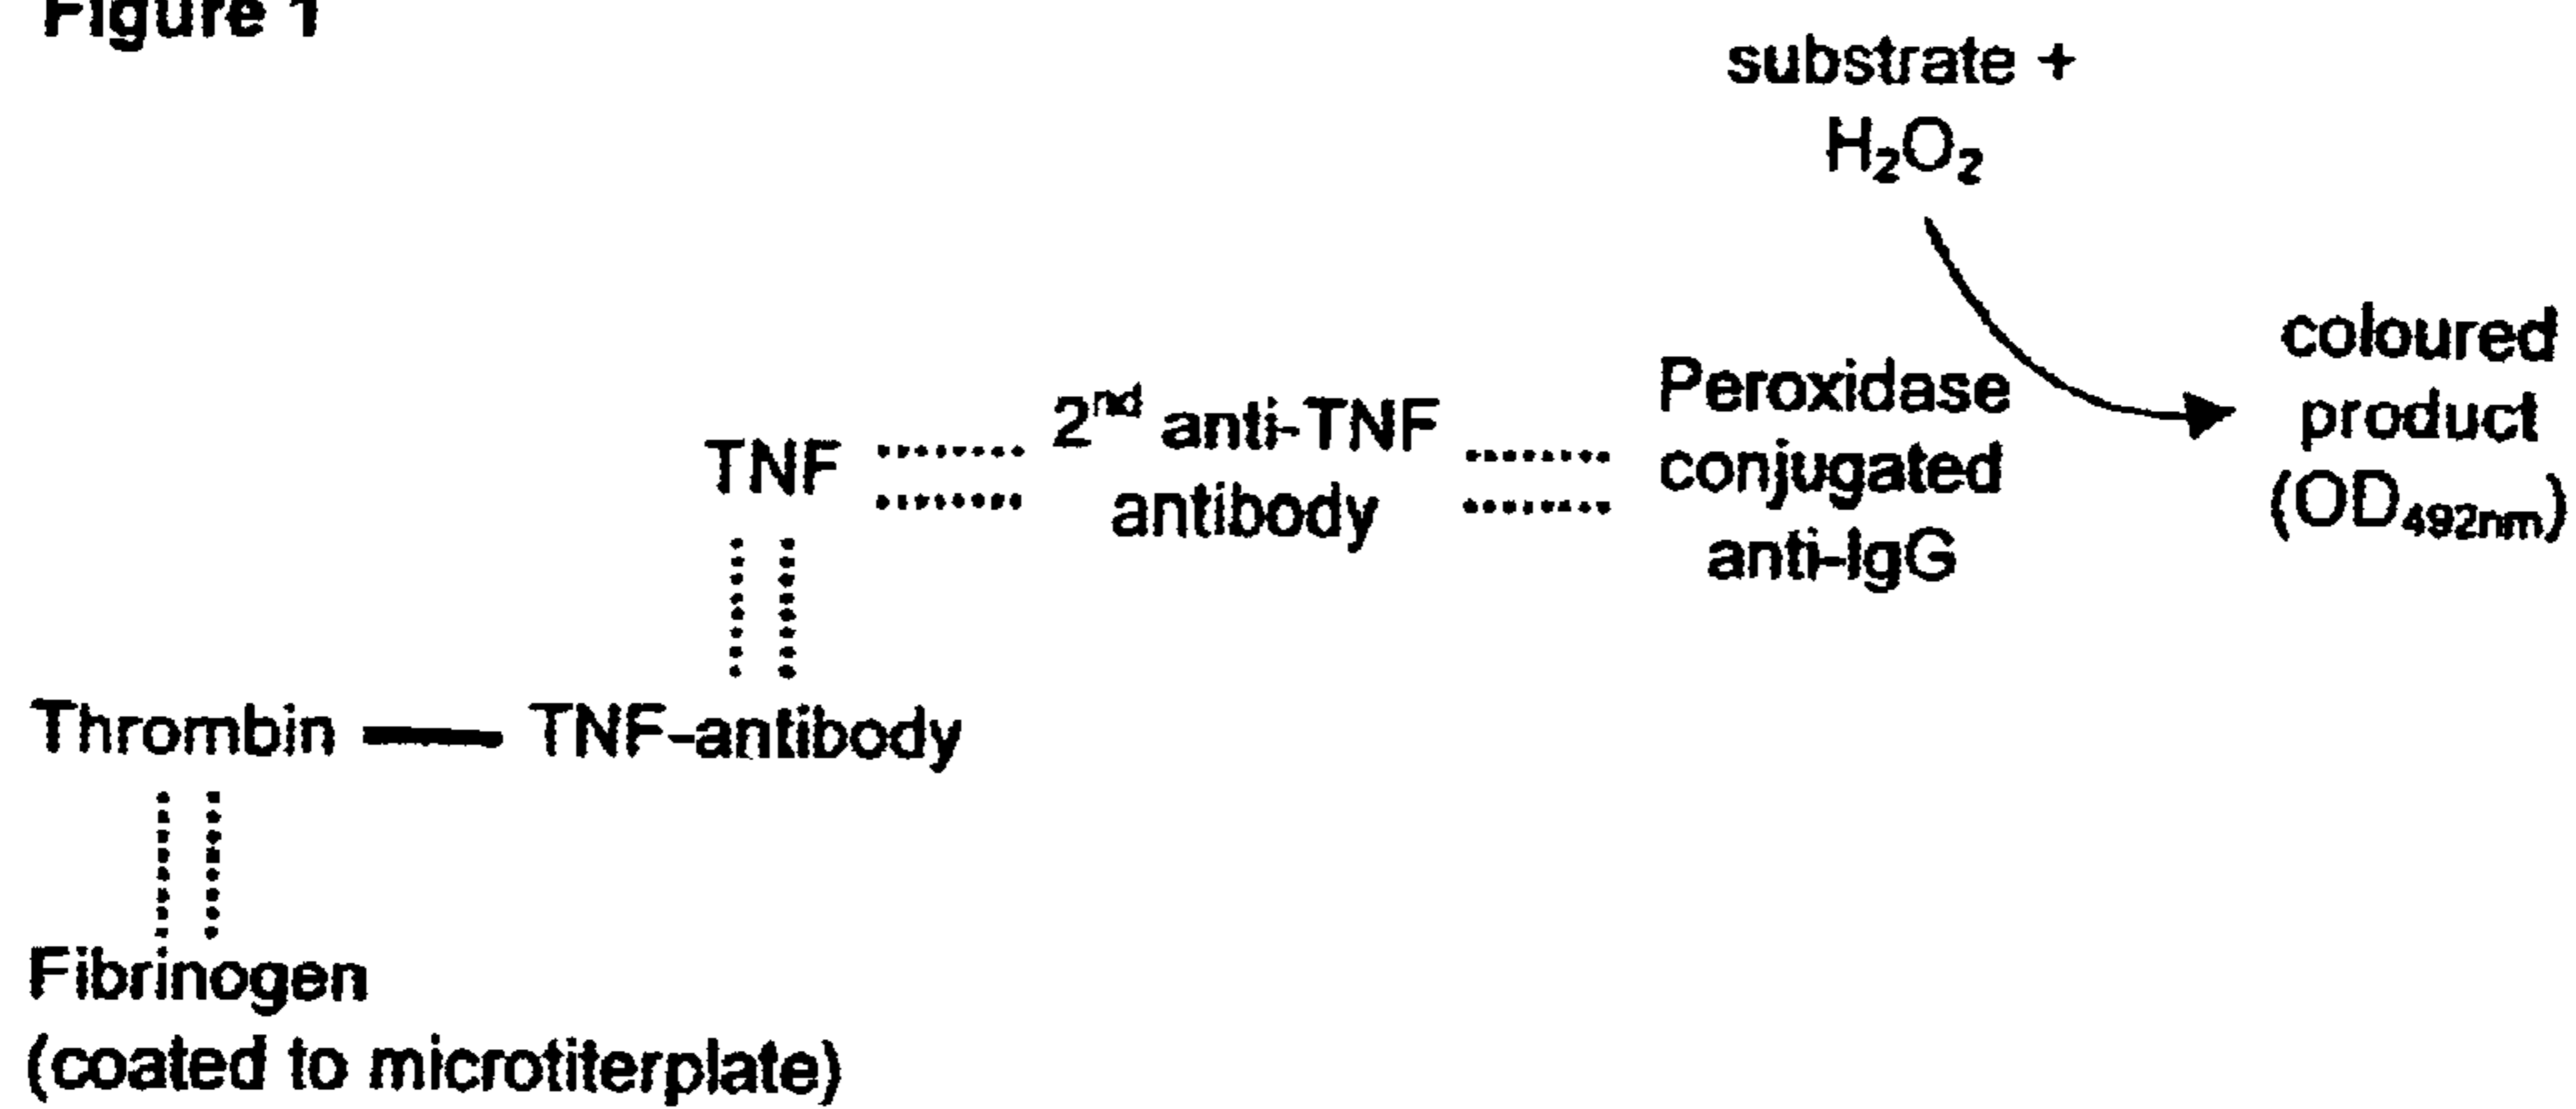 Figure 1
substrate +
H₂O₂
coloured
product
(OD₄₉₂ₙₘ)
Peroxidase
conjugated
anti-IgG
2ⁿᵈ anti-TNF
antibody
TNF
Thrombin
TNF-antibody
Fibrinogen
(coated to microtiterplate)